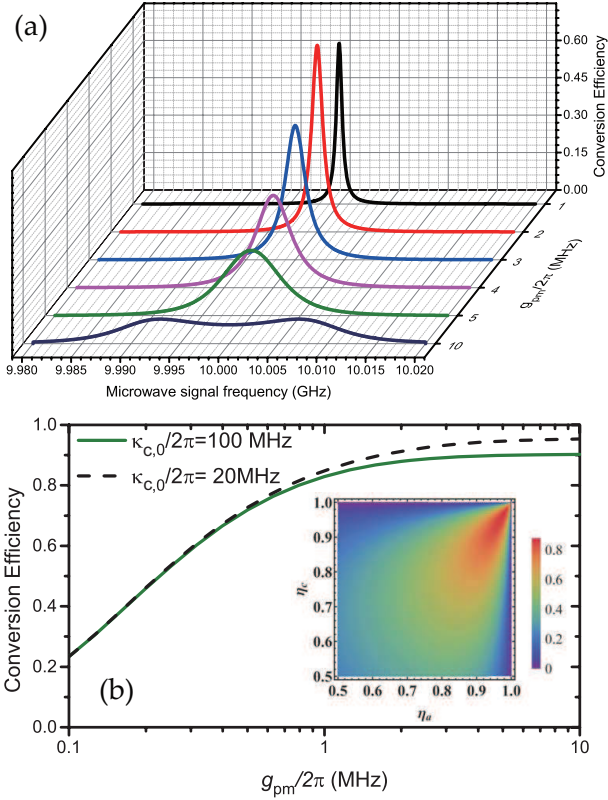 (a)
0.60
0.45
0.30
0.15
0.00
Conversion Efficiency
1
2
3
4
5
10
g_pm/2π (MHz)
9.980 9.985 9.990 9.995 10.000 10.005 10.010 10.015 10.020
Microwave signal frequency (GHz)
(b)
1.0
0.8
0.6
0.4
0.2
0.0
Conversion Efficiency
κ_c,0/2π=100 MHz
κ_c,0/2π= 20MHz
1.0
0.9
0.8
0.7
0.6
0.5
η_c
0.5 0.6 0.7 0.8 0.9 1.0
η_a
0.8
0.6
0.4
0.2
0
0.1 1 10
g_pm/2π (MHz)